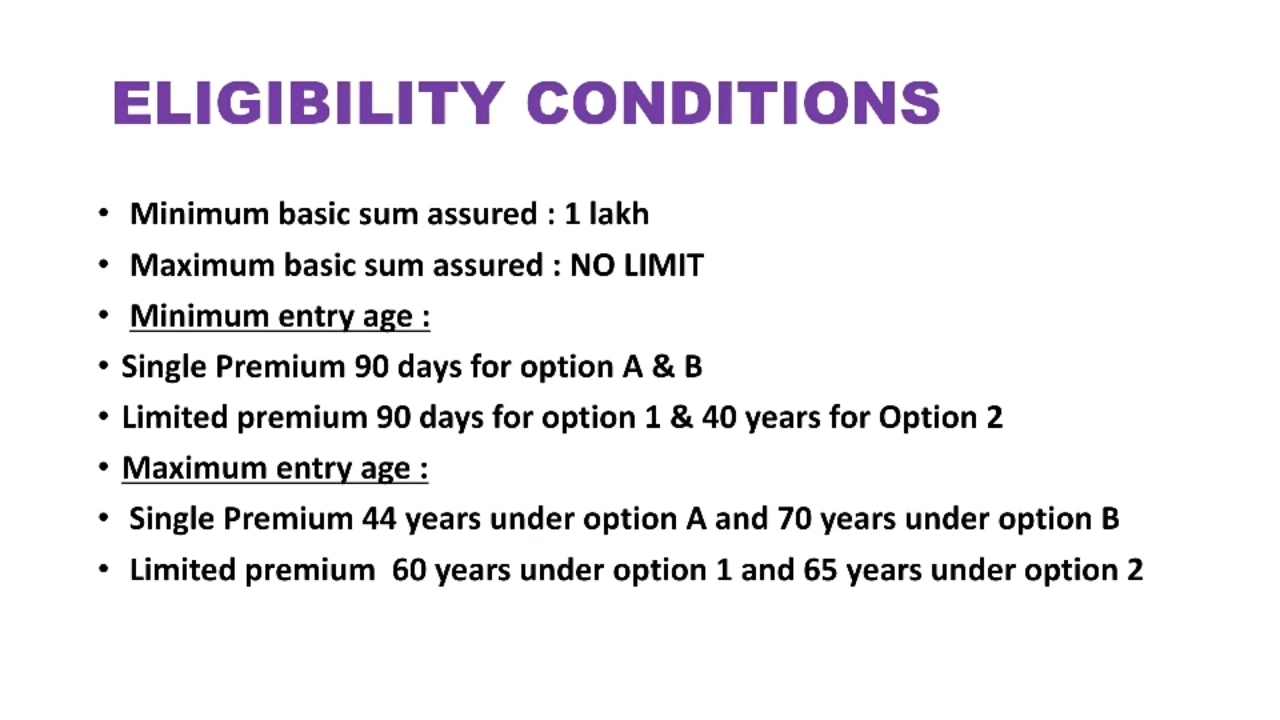 ELIGIBILITY CONDITIONS
• Minimum basic sum assured : 1 lakh
• Maximum basic sum assured : NO LIMIT
• Minimum entry age :
• Single Premium 90 days for option A & B
• Limited premium 90 days for option 1 & 40 years for Option 2
• Maximum entry age :
• Single Premium 44 years under option A and 70 years under option B
• Limited premium 60 years under option 1 and 65 years under option 2